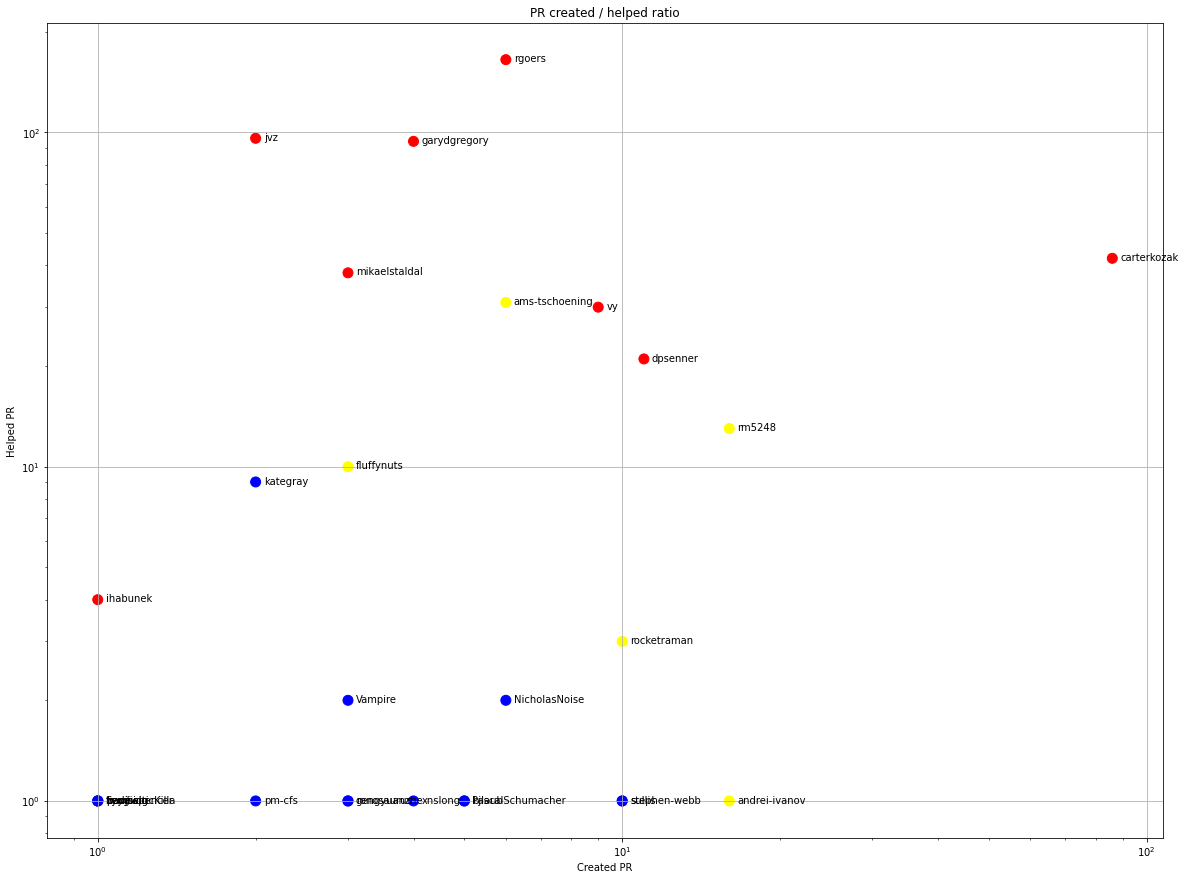 PR created / helped ratio
rgoers
10²
jvz
garydgregory
carterkozak
mikaelstaldal
ams-tschoening
vy
dpsenner
rm5248
Helped PR
10¹
fluffynuts
kategray
ihabunek
rocketraman
Vampire
NicholasNoise
10⁰
pm-cfs
PascalSchumacher
stephen-webb
andrei-ivanov
10⁰
10¹
10²
Created PR